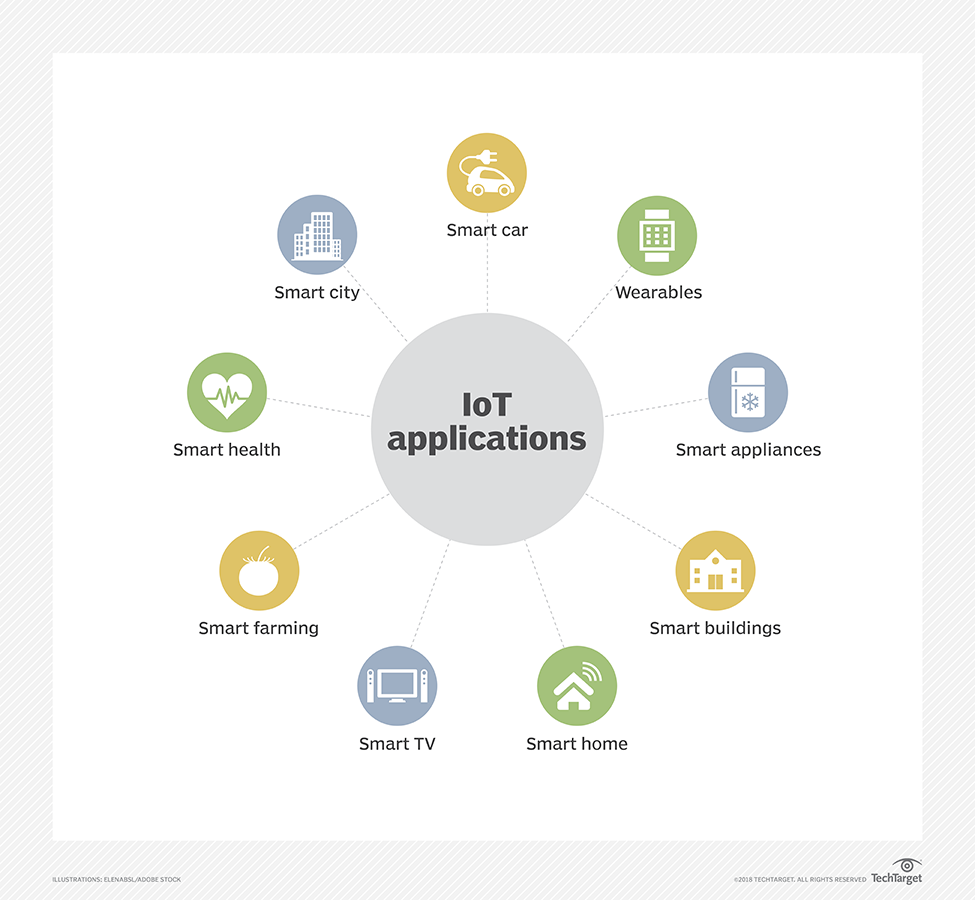 Smart car
Smart city
Wearables
IoT
applications
Smart health
Smart appliances
Smart farming
Smart buildings
Smart TV
Smart home
ILLUSTRATIONS: ELENABSL/ADOBE STOCK
©2018 TECHTARGET. ALL RIGHTS RESERVED
TechTarget